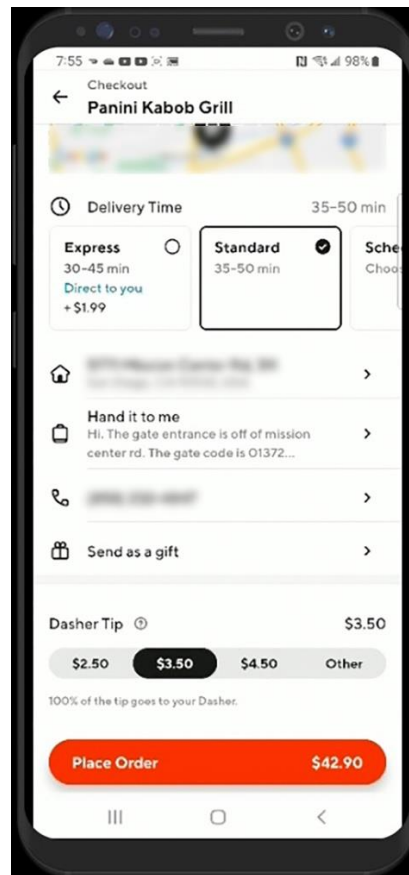 7:55
98%
Checkout
Panini Kabob Grill
Delivery Time
35–50 min
Express
30–45 min
Direct to you
+ $1.99
Standard
35–50 min
Sche
Choos
Hand it to me
Hi. The gate entrance is off of mission
center rd. The gate code is 01372...
Send as a gift
Dasher Tip
$3.50
$2.50
$3.50
$4.50
Other
100% of the tip goes to your Dasher.
Place Order
$42.90